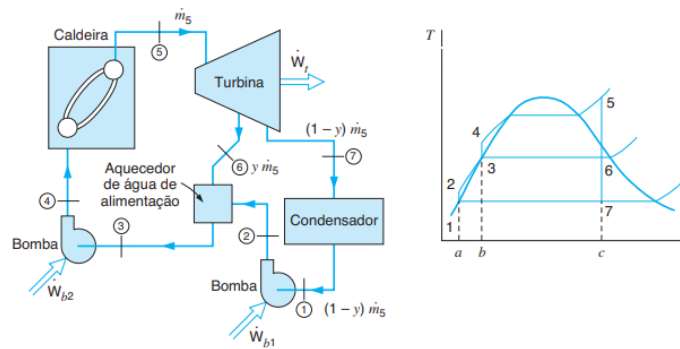 Caldeira
ṁ₅
5
Turbina
Ẇₜ
(1 − y) ṁ₅
6
y ṁ₅
7
Aquecedor
de água de
alimentação
4
3
2
Condensador
Bomba
Ẇb2
Bomba
1
(1 − y) ṁ₅
Ẇb1
T
5
4
6
3
2
7
1
a
b
c